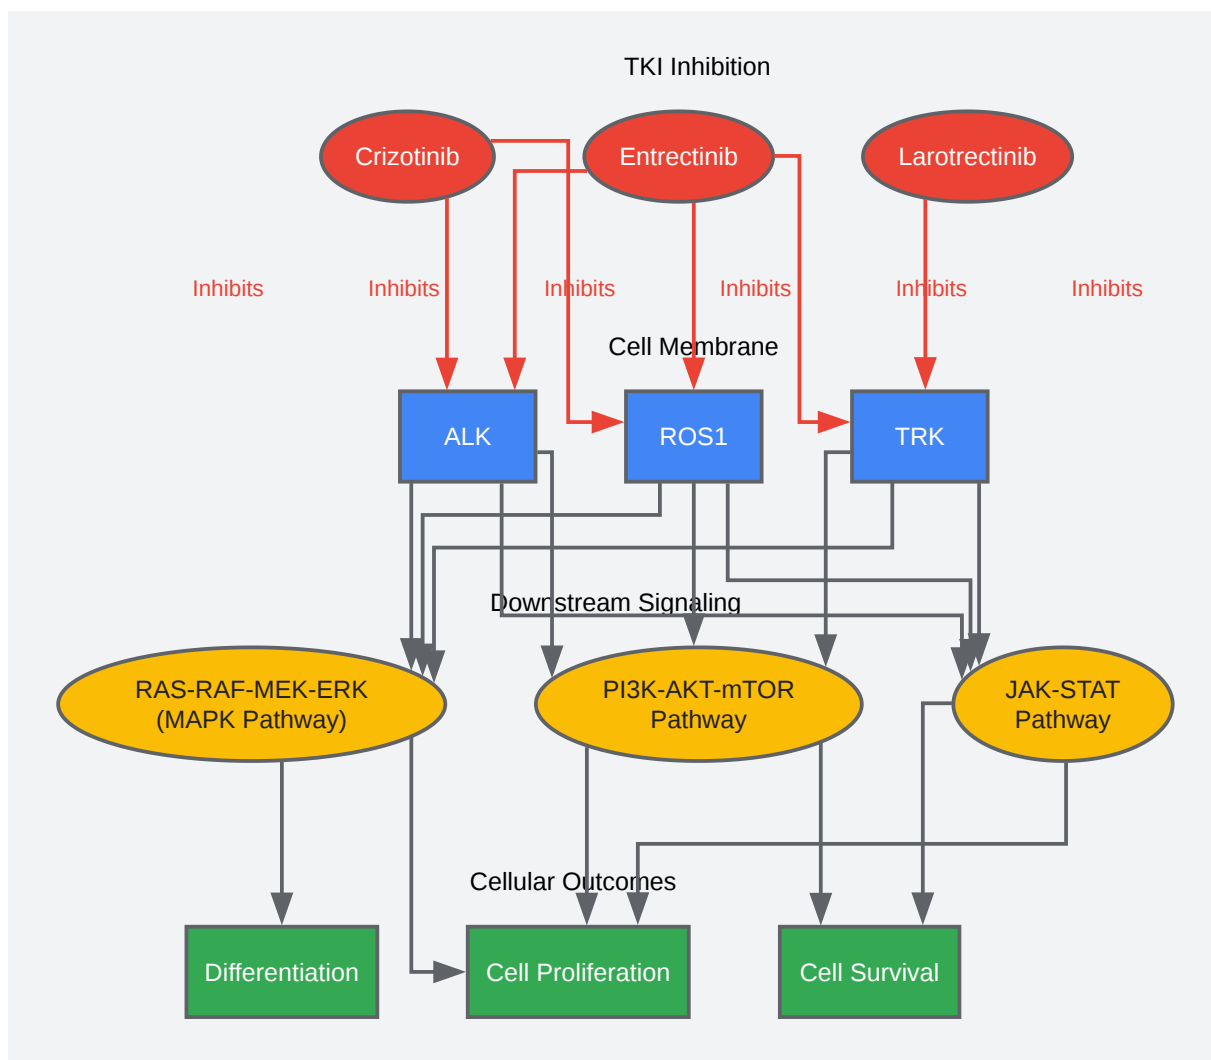 TKI Inhibition
Crizotinib
Entrectinib
Larotrectinib
Inhibits
Inhibits
Inhibits
Inhibits
Inhibits
Inhibits
Cell Membrane
ALK
ROS1
TRK
Downstream Signaling
RAS-RAF-MEK-ERK
(MAPK Pathway)
PI3K-AKT-mTOR
Pathway
JAK-STAT
Pathway
Cellular Outcomes
Differentiation
Cell Proliferation
Cell Survival